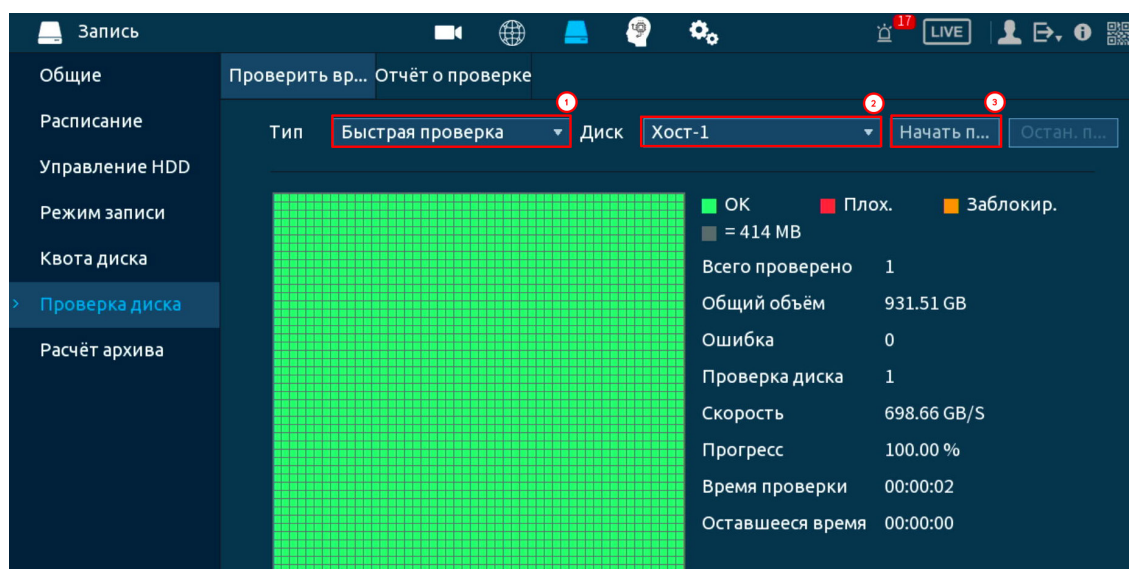 Запись
17
LIVE
Общие
Расписание
Управление HDD
Режим записи
Квота диска
Проверка диска
Расчёт архива
Проверить вр... Отчёт о проверке
1
2
3
Тип Быстрая проверка Диск Хост-1 Начать п... Остан. п...
OK Плох. Заблокир.
= 414 MB
Всего проверено 1
Общий объём 931.51 GB
Ошибка 0
Проверка диска 1
Скорость 698.66 GB/S
Прогресс 100.00 %
Время проверки 00:00:02
Оставшееся время 00:00:00